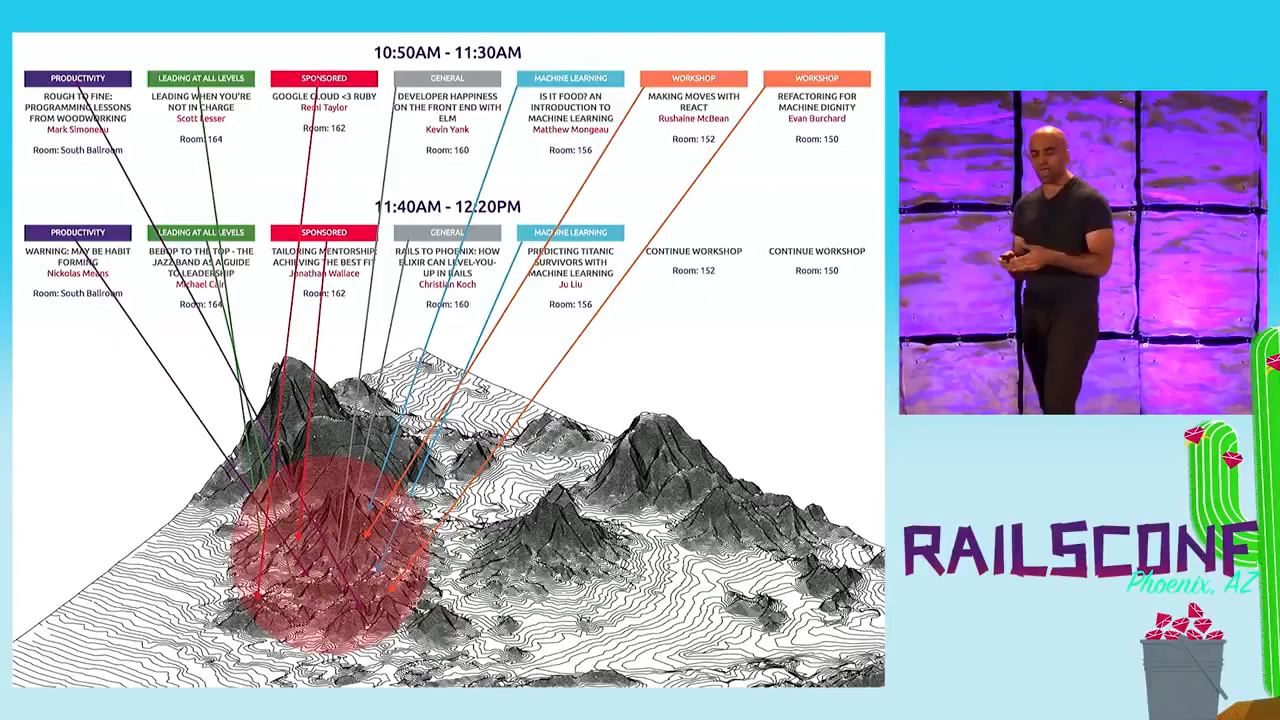 10:50AM - 11:30AM
PRODUCTIVITY
ROUGH TO FINE:
PROGRAMMING LESSONS
FROM WOODWORKING
Mark Simoneau
Room: South Ballroom
LEADING AT ALL LEVELS
LEADING WHEN YOU'RE
NOT IN CHARGE
Scott Lesser
Room: 164
SPONSORED
GOOGLE CLOUD <3 RUBY
Remi Taylor
Room: 162
GENERAL
DEVELOPER HAPPINESS
ON THE FRONT END WITH
ELM
Kevin Yank
Room: 160
MACHINE LEARNING
IS IT FOOD? AN
INTRODUCTION TO
MACHINE LEARNING
Matthew Mongeau
Room: 156
WORKSHOP
MAKING MOVES WITH
REACT
Rushaine McBean
Room: 152
WORKSHOP
REFACTORING FOR
MACHINE DIGNITY
Evan Burchard
Room: 150
11:40AM - 12:20PM
PRODUCTIVITY
WARNING: MAY BE HABIT
FORMING
Nickolas Means
Room: South Ballroom
LEADING AT ALL LEVELS
BEBOP TO THE TOP - THE
JAZZ BAND AS A GUIDE
TO LEADERSHIP
Michael Cain
Room: 164
SPONSORED
TAILORING MENTORSHIP:
ACHIEVING THE BEST FIT
Jonathan Wallace
Room: 162
GENERAL
RAILS TO PHOENIX: HOW
ELIXIR CAN LEVEL-YOU-
UP IN RAILS
Christian Koch
Room: 160
MACHINE LEARNING
PREDICTING TITANIC
SURVIVORS WITH
MACHINE LEARNING
Ju Liu
Room: 156
CONTINUE WORKSHOP
Room: 152
CONTINUE WORKSHOP
Room: 150
RAILSCONF
Phoenix, AZ